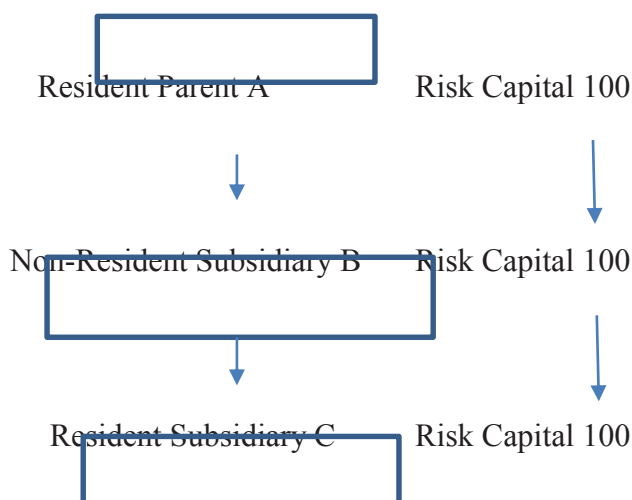 Resident Parent A Risk Capital 100
Non-Resident Subsidiary B Risk Capital 100
Resident Subsidiary C Risk Capital 100